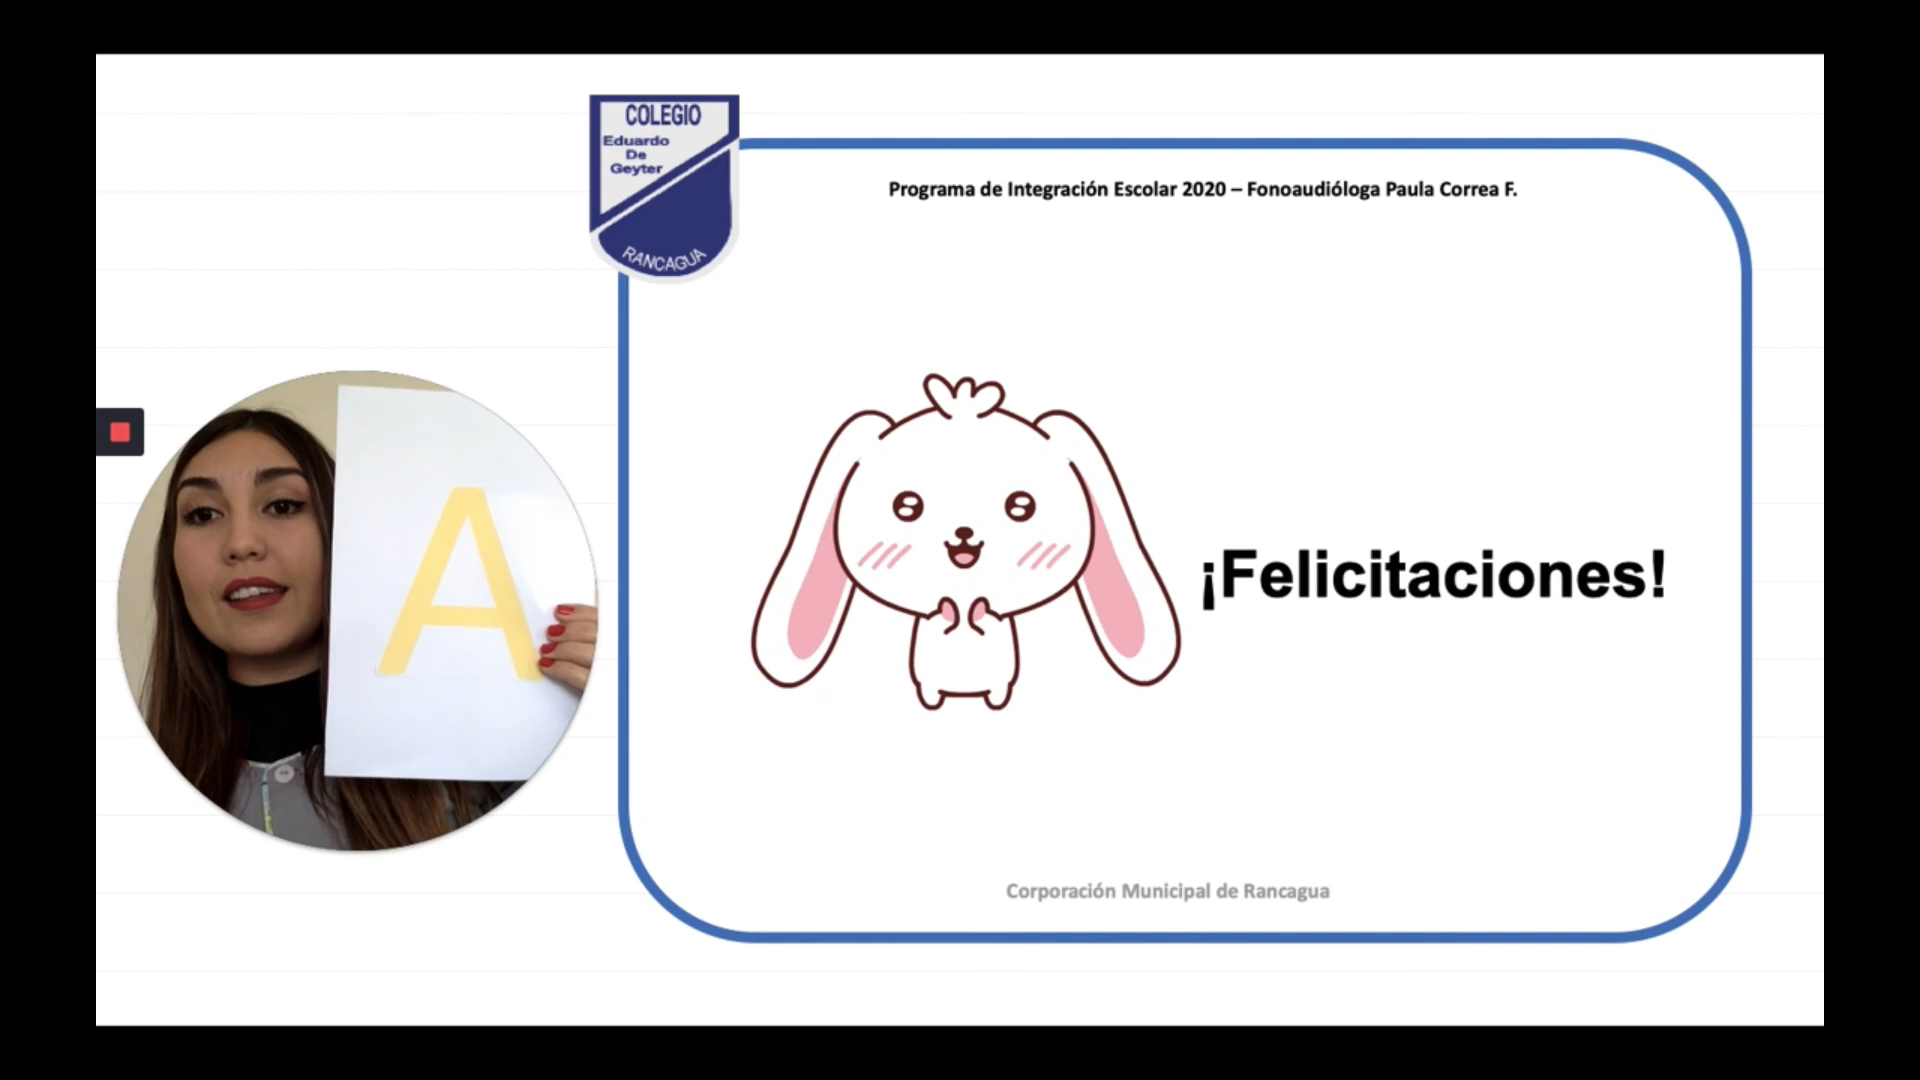 COLEGIO
Eduardo
De
Geyter
RANCAGUA
Programa de Integración Escolar 2020 – Fonoaudióloga Paula Correa F.
A
¡Felicitaciones!
Corporación Municipal de Rancagua